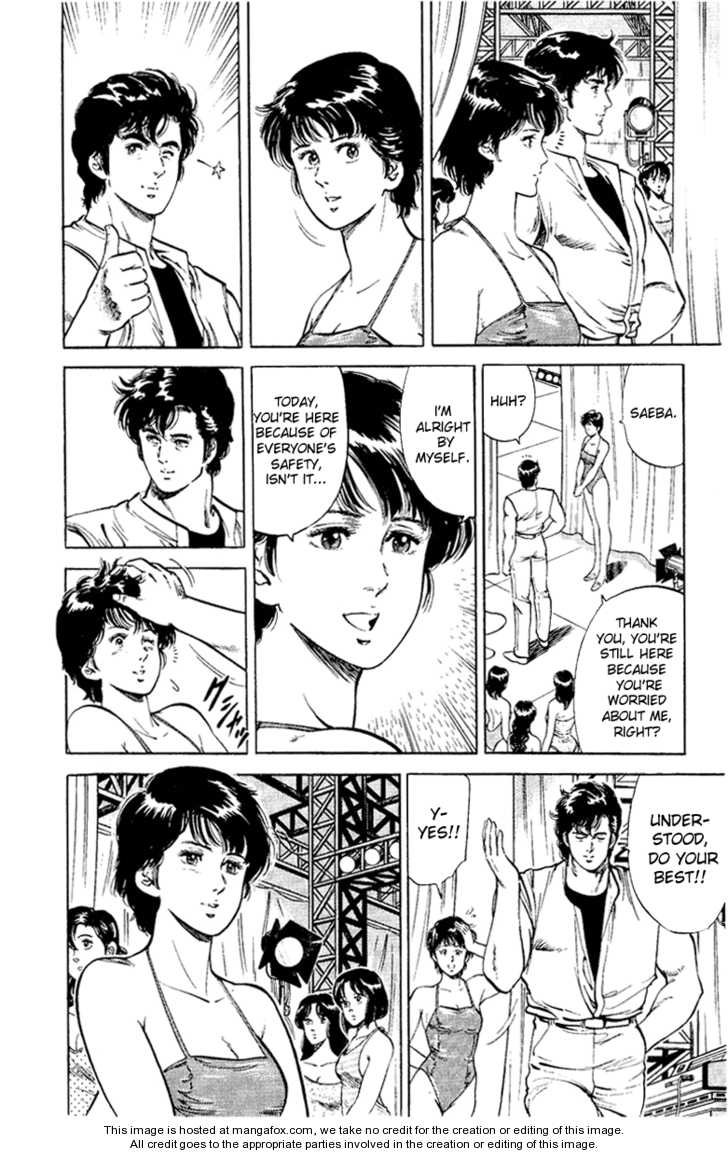 SAEBA.
HUH?
THANK
YOU, YOU'RE
STILL HERE
BECAUSE
YOU'RE
WORRIED
ABOUT ME,
RIGHT?
I'M
ALRIGHT
BY
MYSELF.
TODAY,
YOU'RE HERE
BECAUSE OF
EVERYONE'S
SAFETY,
ISN'T IT...
UNDER-
STOOD,
DO YOUR
BEST!!
Y-
YES!!
This image is hosted at mangafox.com, we take no credit for the creation or editing of this image.
All credit goes to the appropriate parties involved in the creation or editing of this image.